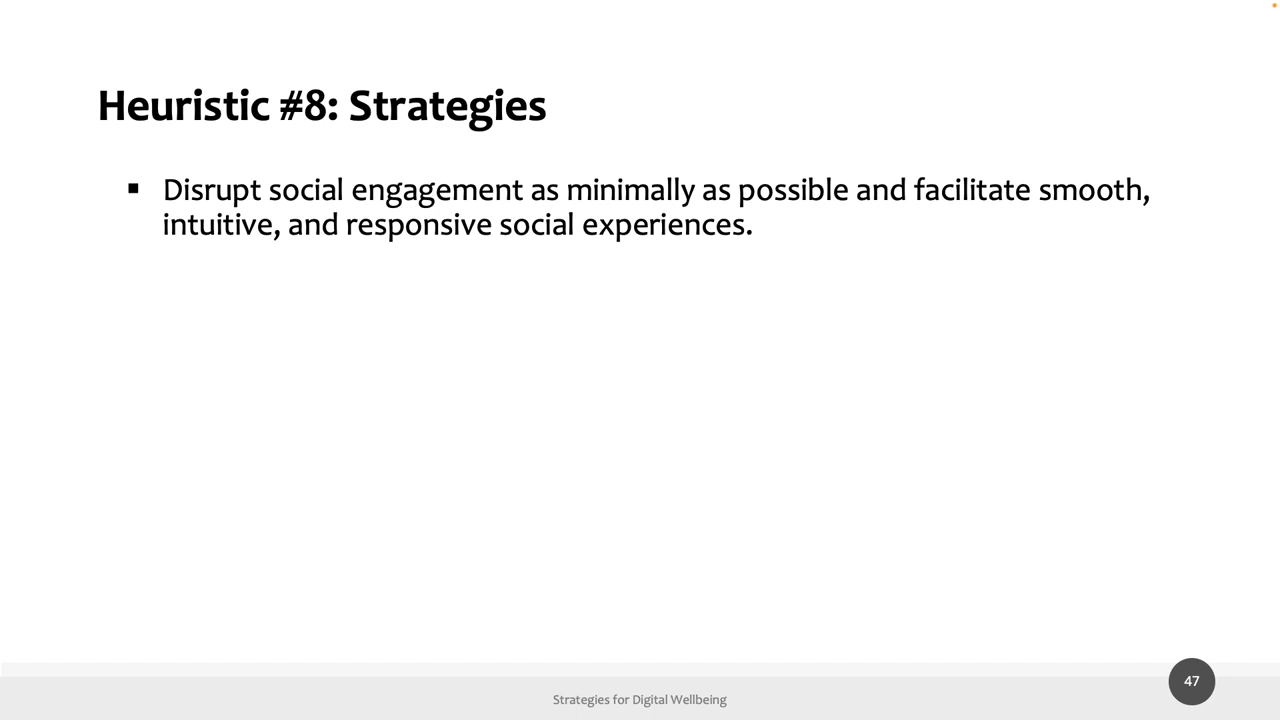 Heuristic #8: Strategies
▪ Disrupt social engagement as minimally as possible and facilitate smooth,
intuitive, and responsive social experiences.
47
Strategies for Digital Wellbeing